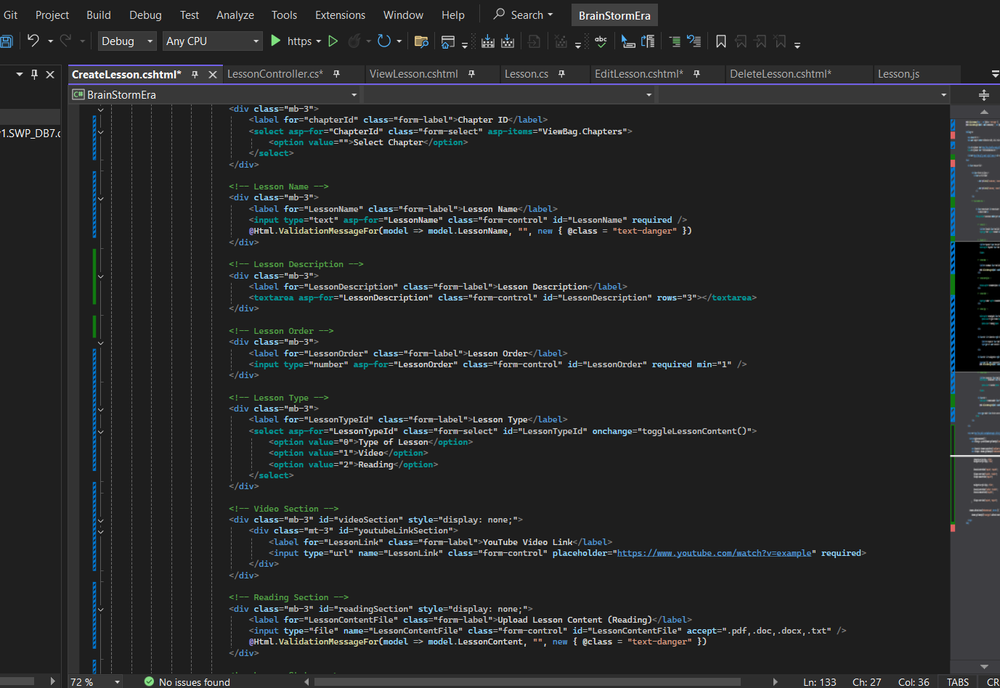 Git Project Build Debug Test Analyze Tools Extensions Window Help Search BrainStormEra
Debug Any CPU https
CreateLesson.cshtml* LessonController.cs* ViewLesson.cshtml Lesson.cs EditLesson.cshtml* DeleteLesson.cshtml* Lesson.js
C# BrainStormEra
<div class="mb-3">
<label for="chapterId" class="form-label">Chapter ID</label>
<select asp-for="ChapterId" class="form-select" asp-items="ViewBag.Chapters">
<option value="">Select Chapter</option>
</select>
</div>
<!-- Lesson Name -->
<div class="mb-3">
<label for="LessonName" class="form-label">Lesson Name</label>
<input type="text" asp-for="LessonName" class="form-control" id="LessonName" required />
@Html.ValidationMessageFor(model => model.LessonName, "", new { @class = "text-danger" })
</div>
<!-- Lesson Description -->
<div class="mb-3">
<label for="LessonDescription" class="form-label">Lesson Description</label>
<textarea asp-for="LessonDescription" class="form-control" id="LessonDescription" rows="3"></textarea>
</div>
<!-- Lesson Order -->
<div class="mb-3">
<label for="LessonOrder" class="form-label">Lesson Order</label>
<input type="number" asp-for="LessonOrder" class="form-control" id="LessonOrder" required min="1" />
</div>
<!-- Lesson Type -->
<div class="mb-3">
<label for="LessonTypeId" class="form-label">Lesson Type</label>
<select asp-for="LessonTypeId" class="form-select" id="LessonTypeId" onchange="toggleLessonContent()">
<option value="0">Type of Lesson</option>
<option value="1">Video</option>
<option value="2">Reading</option>
</select>
</div>
<!-- Video Section -->
<div class="mb-3" id="videoSection" style="display: none;">
<div class="mt-3" id="youtubeLinkSection">
<label for="LessonLink" class="form-label">YouTube Video Link</label>
<input type="url" name="LessonLink" class="form-control" placeholder="https://www.youtube.com/watch?v=example" required>
</div>
</div>
<!-- Reading Section -->
<div class="mb-3" id="readingSection" style="display: none;">
<label for="LessonContentFile" class="form-label">Upload Lesson Content (Reading)</label>
<input type="file" name="LessonContentFile" class="form-control" id="LessonContentFile" accept=".pdf,.doc,.docx,.txt" />
@Html.ValidationMessageFor(model => model.LessonContent, "", new { @class = "text-danger" })
</div>
1.SWP_DB7.
72 % No issues found Ln: 133 Ch: 27 Col: 36 TABS CR